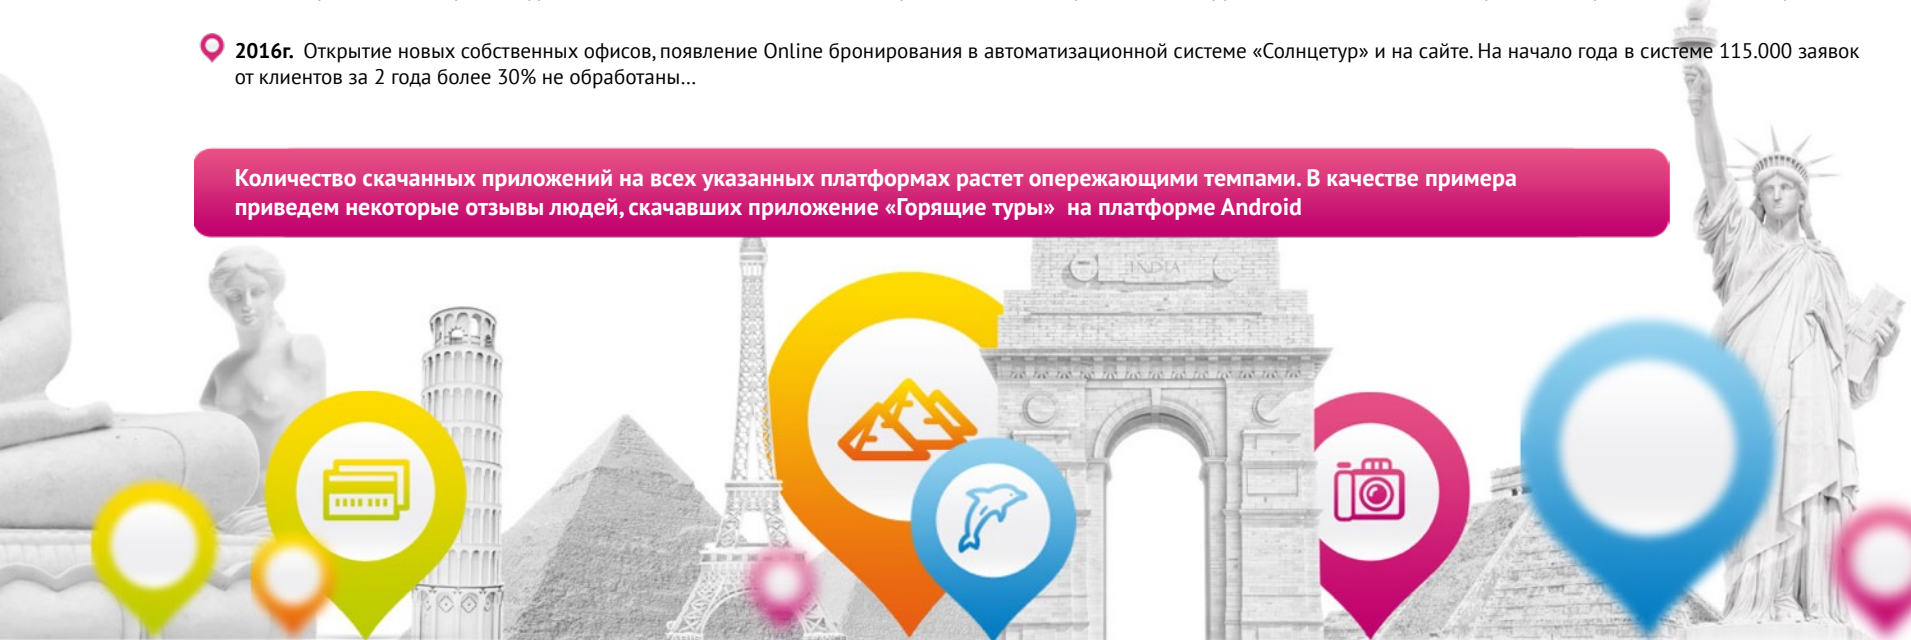 2016г. Открытие новых собственных офисов, появление Online бронирования в автоматизационной системе «Солнцетур» и на сайте. На начало года в системе 115.000 заявок
от клиентов за 2 года более 30% не обработаны...
Количество скачанных приложений на всех указанных платформах растет опережающими темпами. В качестве примера
приведем некоторые отзывы людей, скачавших приложение «Горящие туры» на платформе Android
INDIA